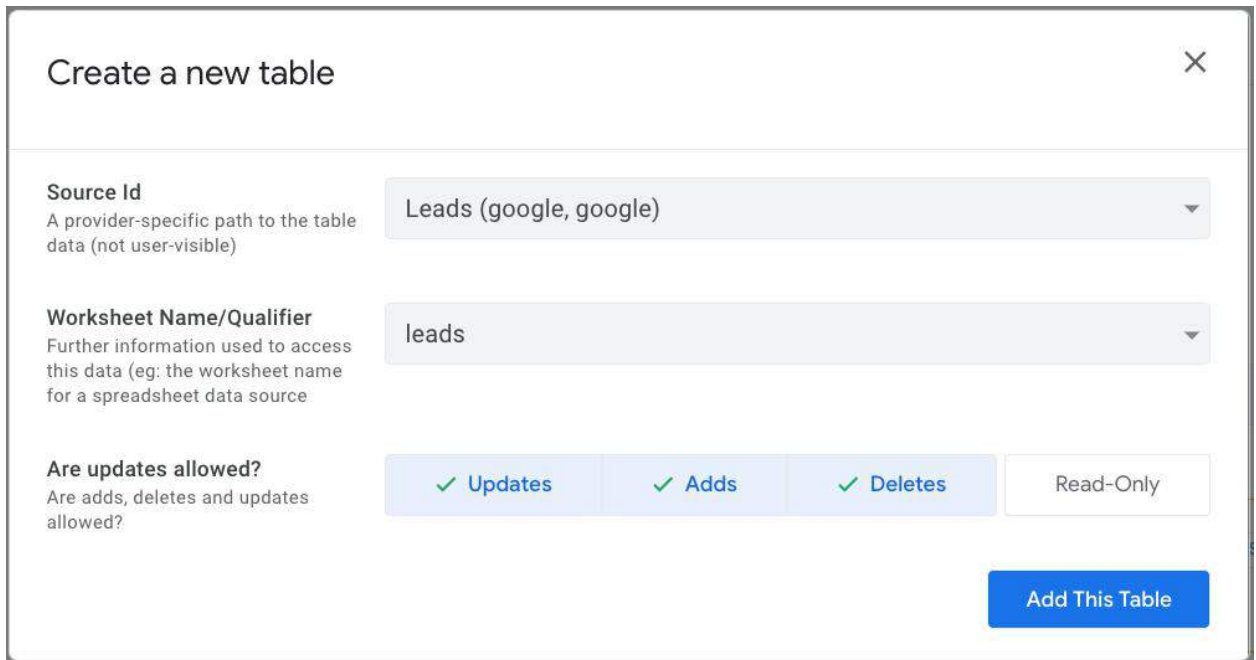 Create a new table
Source Id
A provider-specific path to the table
data (not user-visible)
Leads (google, google)
Worksheet Name/Qualifier
Further information used to access
this data (eg: the worksheet name
for a spreadsheet data source
leads
Are updates allowed?
Are adds, deletes and updates
allowed?
Updates
Adds
Deletes
Read-Only
Add This Table